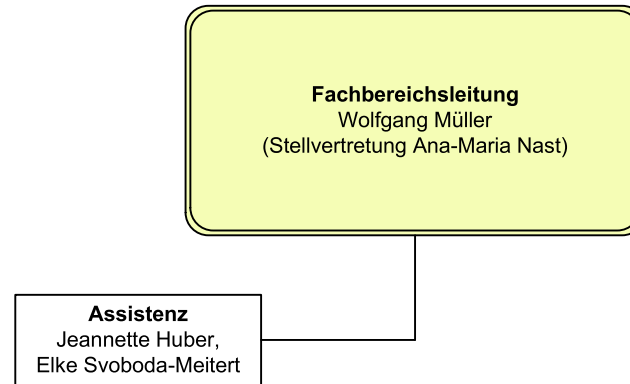 Fachbereichsleitung
Wolfgang Müller
(Stellvertretung Ana-Maria Nast)
Assistenz
Jeannette Huber,
Elke Svoboda-Meitert